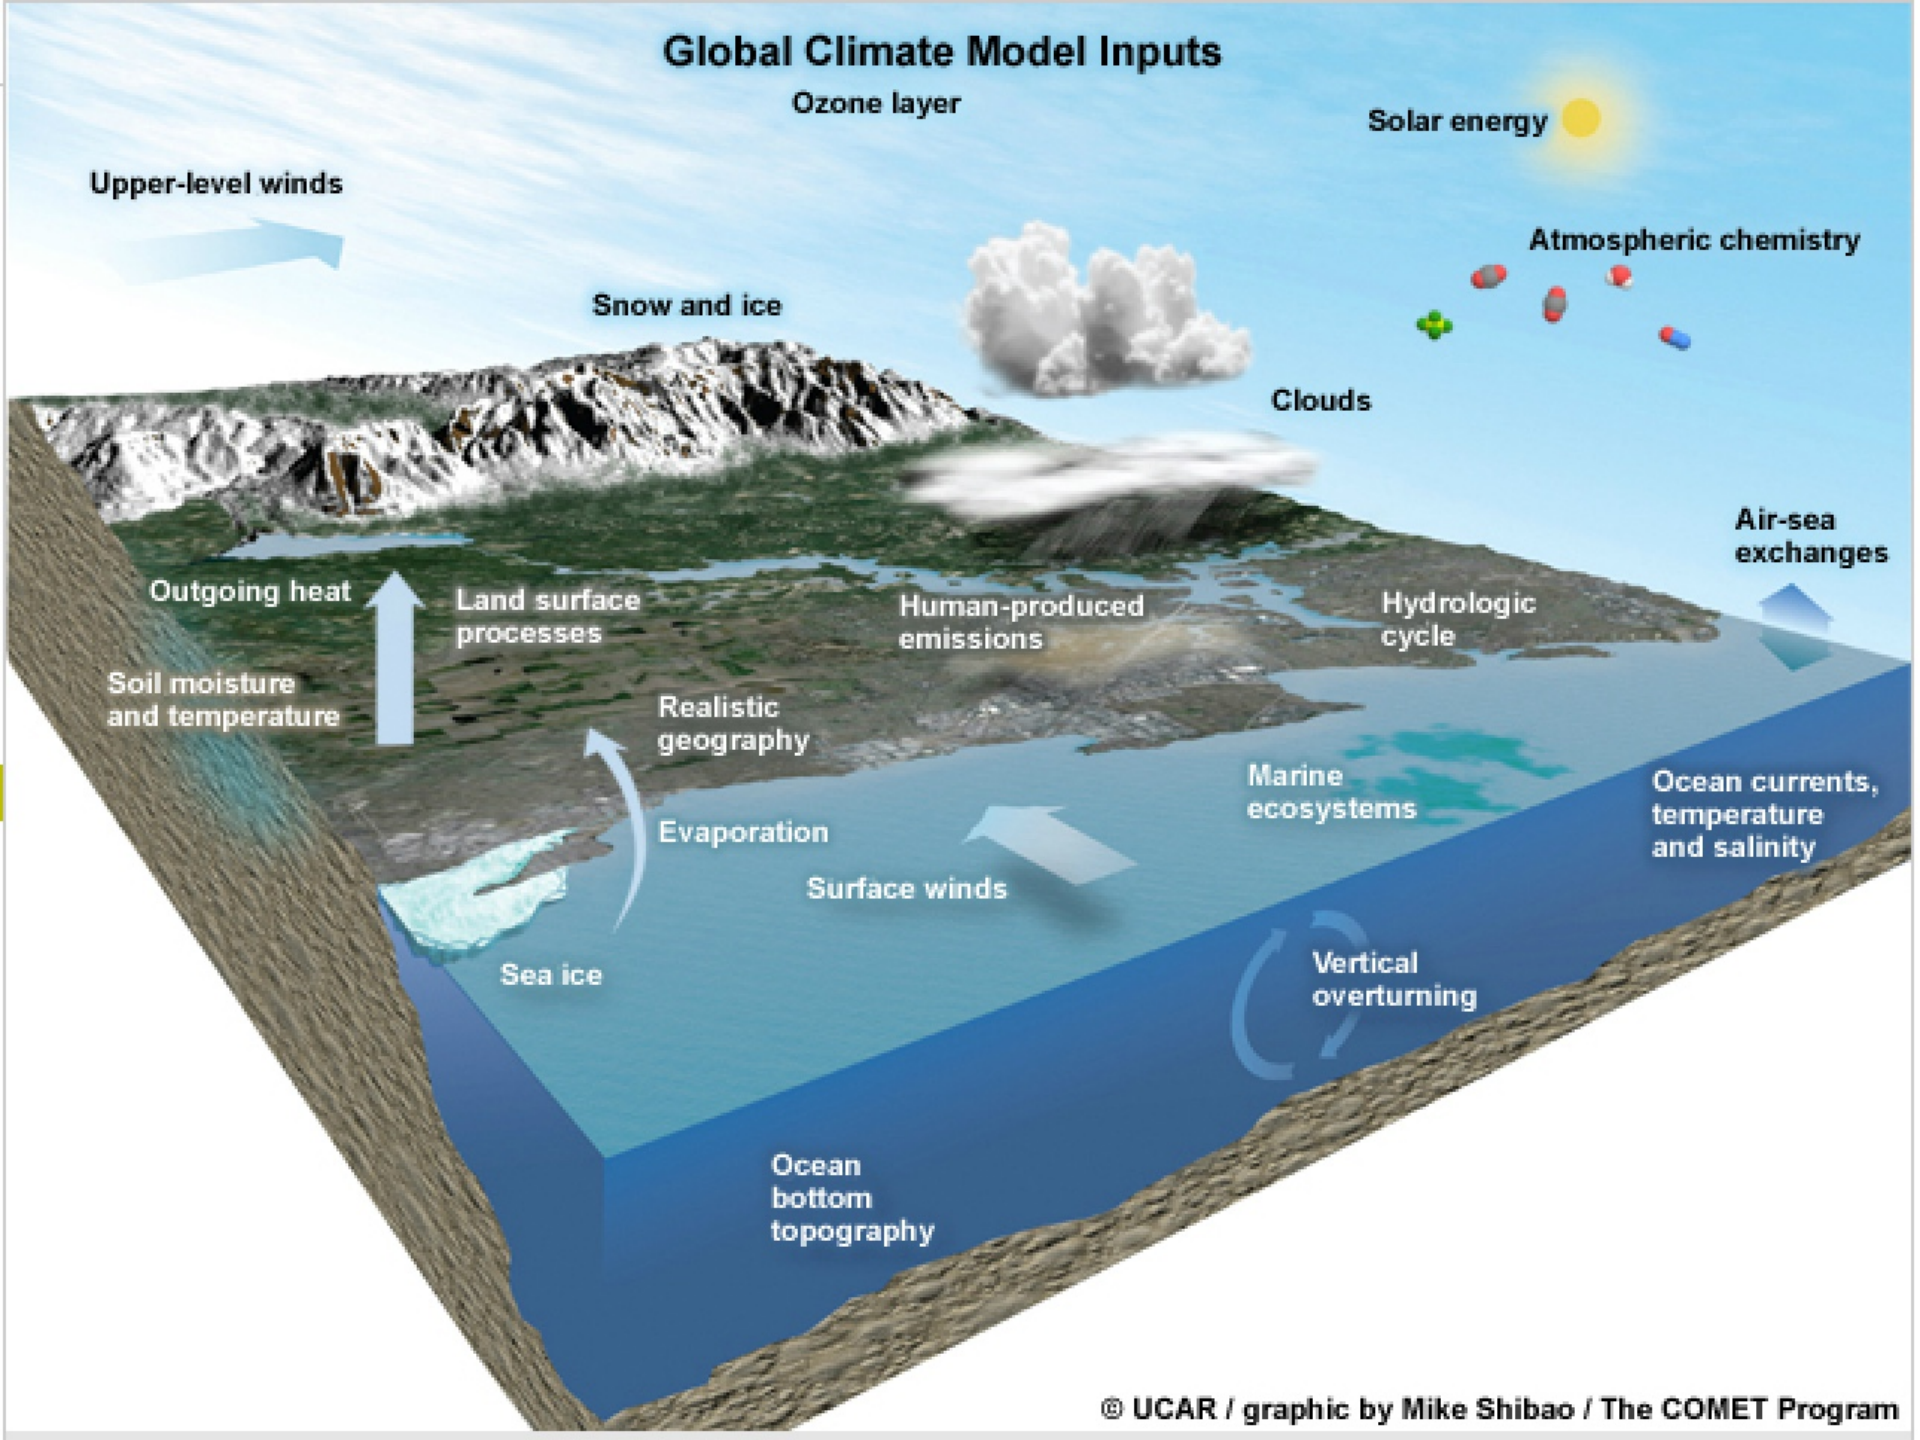 Global Climate Model Inputs
Ozone layer
Solar energy
Upper-level winds
Atmospheric chemistry
Snow and ice
Clouds
Air-sea
exchanges
Outgoing heat
Land surface
processes
Human-produced
emissions
Hydrologic
cycle
Soil moisture
and temperature
Realistic
geography
Marine
ecosystems
Ocean currents,
temperature
and salinity
Evaporation
Surface winds
Sea ice
Vertical
overturning
Ocean
bottom
topography
© UCAR / graphic by Mike Shibao / The COMET Program